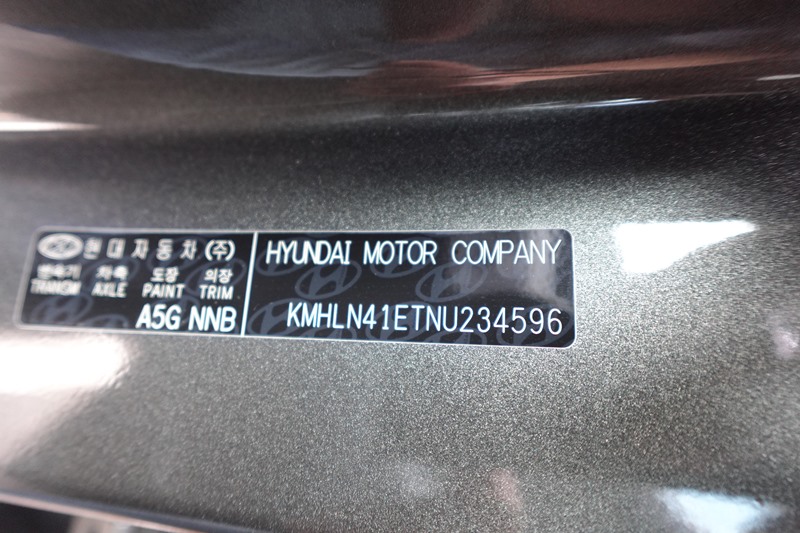 현대자동차(주)
변속기 차축 도장 의장
TRANSM AXLE PAINT TRIM
A5G NNB
HYUNDAI MOTOR COMPANY
KMHLN41ETNU234596